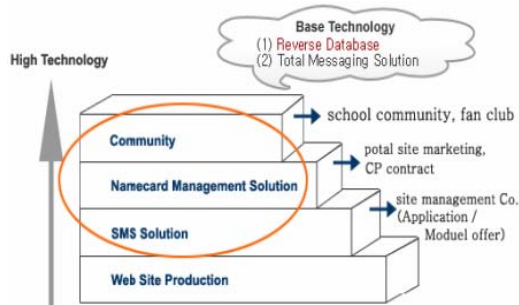 Base Technology
(1) Reverse Database
(2) Total Messaging Solution
High Technology
school community, fan club
Community
potal site marketing,
CP contract
Namecard Management Solution
site management Co.
(Application /
Moduel offer)
SMS Solution
Web Site Production